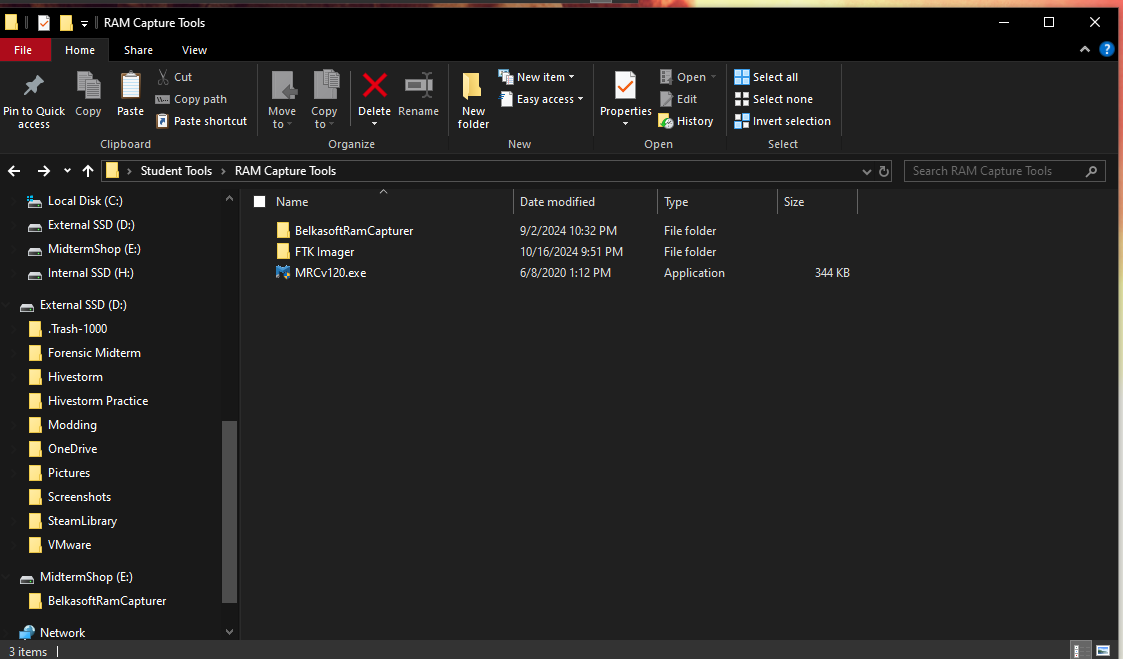 RAM Capture Tools
File Home Share View
Pin to Quick access
Copy
Paste
Cut
Copy path
Paste shortcut
Clipboard
Move to
Copy to
Delete
Rename
Organize
New folder
New item
Easy access
New
Properties
Open
Edit
History
Open
Select all
Select none
Invert selection
Select
Student Tools > RAM Capture Tools
Search RAM Capture Tools
Local Disk (C:)
External SSD (D:)
MidtermShop (E:)
Internal SSD (H:)
External SSD (D:)
.Trash-1000
Forensic Midterm
Hivestorm
Hivestorm Practice
Modding
OneDrive
Pictures
Screenshots
SteamLibrary
VMware
MidtermShop (E:)
BelkasoftRamCapturer
Network
Name Date modified Type Size
BelkasoftRamCapturer 9/2/2024 10:32 PM File folder
FTK Imager 10/16/2024 9:51 PM File folder
MRCv120.exe 6/8/2020 1:12 PM Application 344 KB
3 items